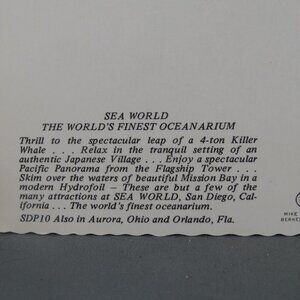 SEA WORLD
THE WORLD'S FINEST OCEANARIUM
Thrill to the spectacular leap of a 4-ton Killer
Whale . . . Relax in the tranquil setting of an
authentic Japanese Village . . . Enjoy a spectacular
Pacific Panorama from the Flagship Tower . . .
Skim over the waters of beautiful Mission Bay in a
modern Hydrofoil — These are but a few of the
many attractions at SEA WORLD, San Diego, Cal-
ifornia . . . The world's finest oceanarium.
SDP10 Also in Aurora, Ohio and Orlando, Fla.
MIKE